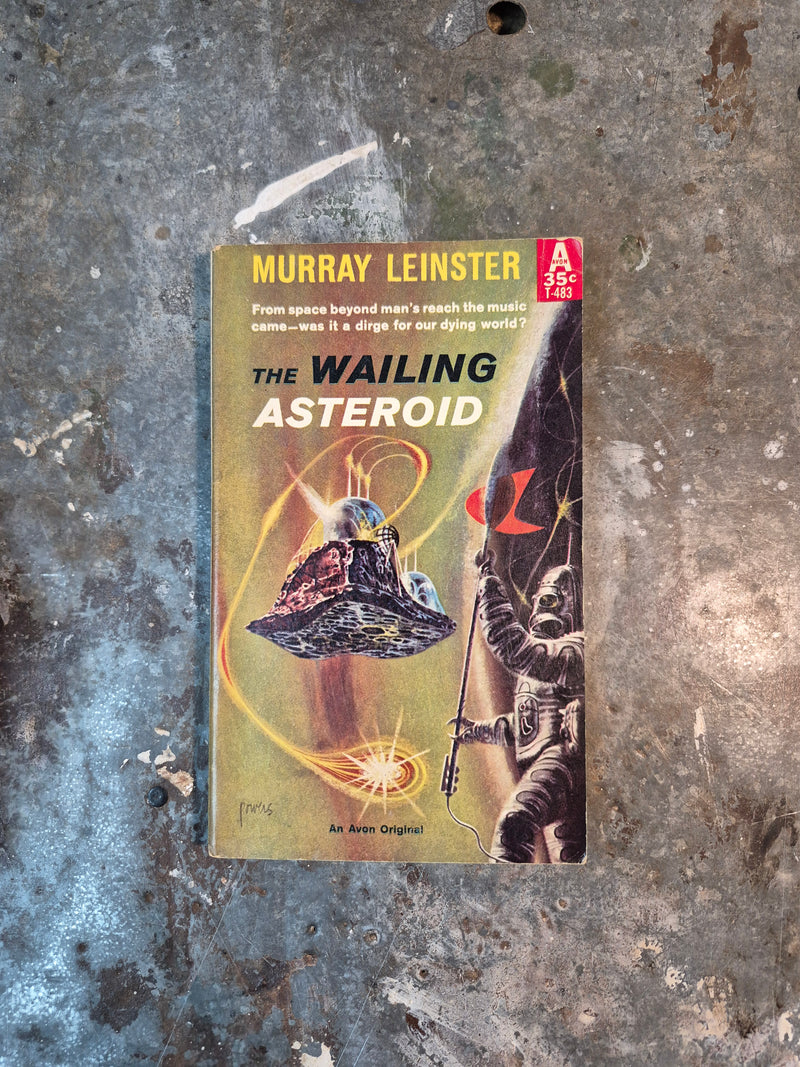 MURRAY LEINSTER
A
AVON
35c
T-483
From space beyond man's reach the music
came—was it a dirge for our dying world?
THE WAILING
ASTEROID
powers
An Avon Original